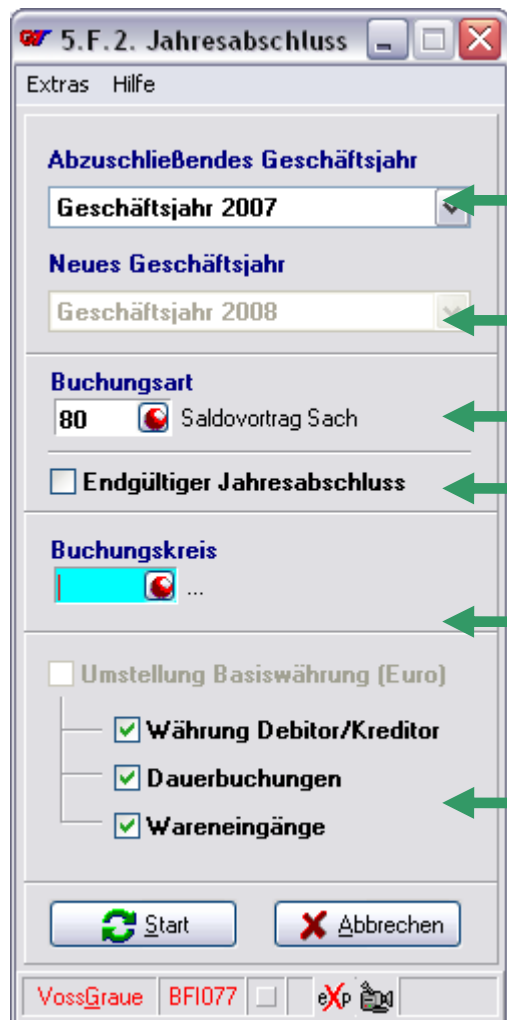 5.F.2. Jahresabschluss
Extras Hilfe
Abzuschließendes Geschäftsjahr
Geschäftsjahr 2007
Neues Geschäftsjahr
Geschäftsjahr 2008
Buchungsart
80 Saldovortrag Sach
Endgültiger Jahresabschluss
Buchungskreis
...
Umstellung Basiswährung (Euro)
Währung Debitor/Kreditor
Dauerbuchungen
Wareneingänge
Start Abbrechen
VossGraue BFI077 eXp